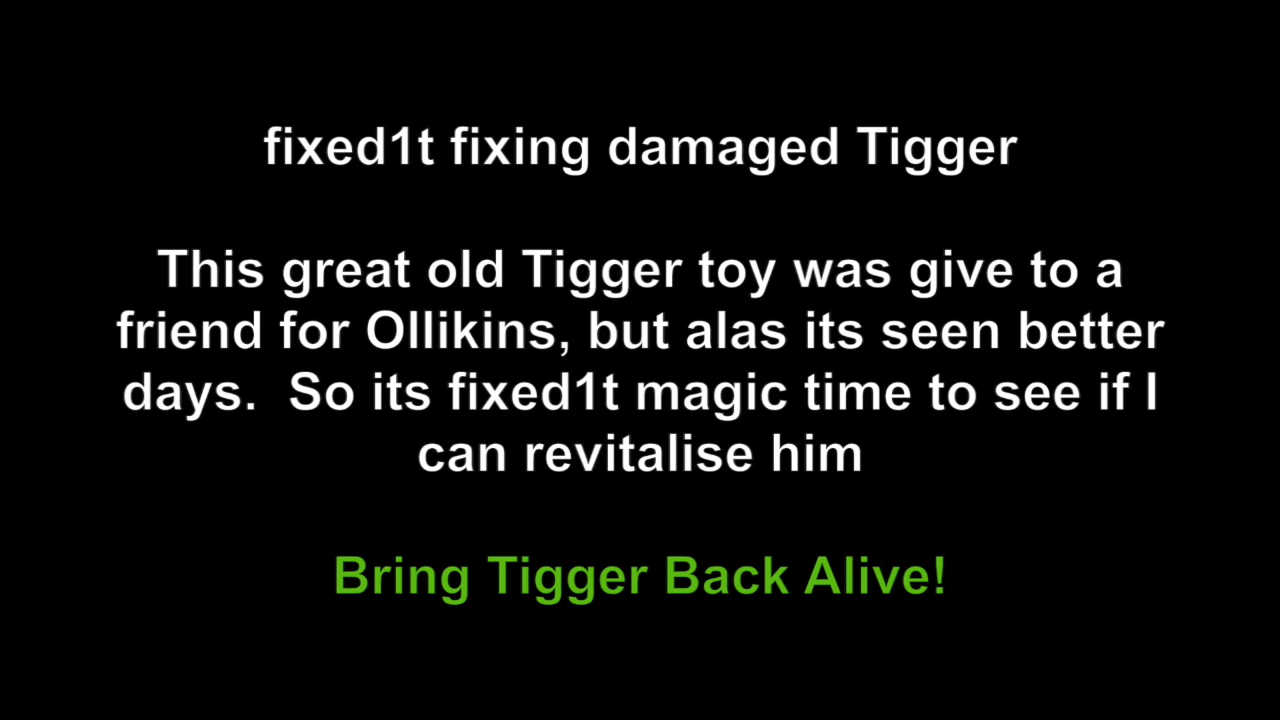 fixed1t fixing damaged Tigger
This great old Tigger toy was give to a
friend for Ollikins, but alas its seen better
days.  So its fixed1t magic time to see if I
can revitalise him
Bring Tigger Back Alive!